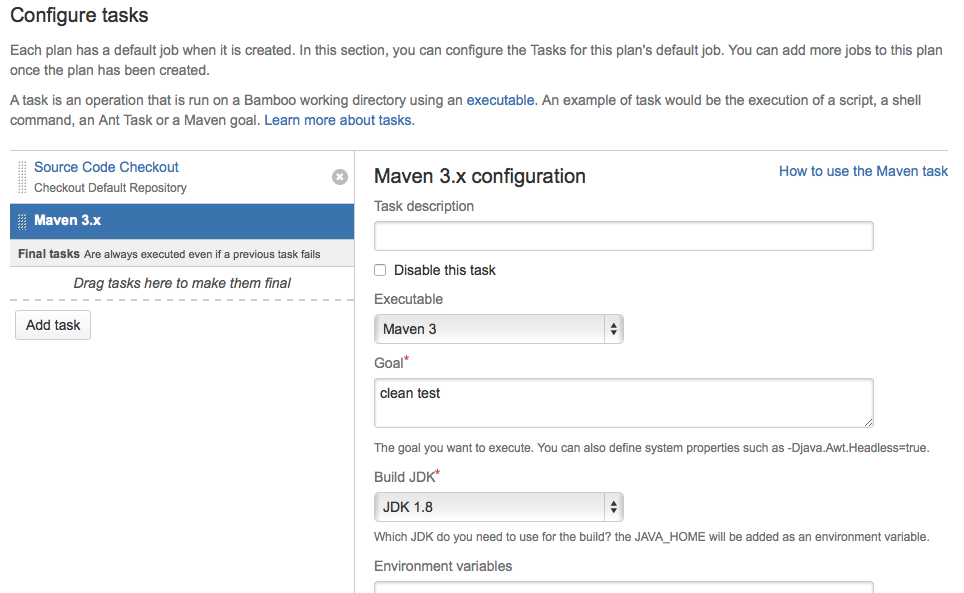 Configure tasks
Each plan has a default job when it is created. In this section, you can configure the Tasks for this plan's default job. You can add more jobs to this plan
once the plan has been created.
A task is an operation that is run on a Bamboo working directory using an executable. An example of task would be the execution of a script, a shell
command, an Ant Task or a Maven goal. Learn more about tasks.
Source Code Checkout
Checkout Default Repository
Maven 3.x
Final tasks Are always executed even if a previous task fails
Drag tasks here to make them final
Add task
Maven 3.x configuration
How to use the Maven task
Task description
Disable this task
Executable
Maven 3
Goal*
clean test
The goal you want to execute. You can also define system properties such as -Djava.Awt.Headless=true.
Build JDK*
JDK 1.8
Which JDK do you need to use for the build? the JAVA_HOME will be added as an environment variable.
Environment variables